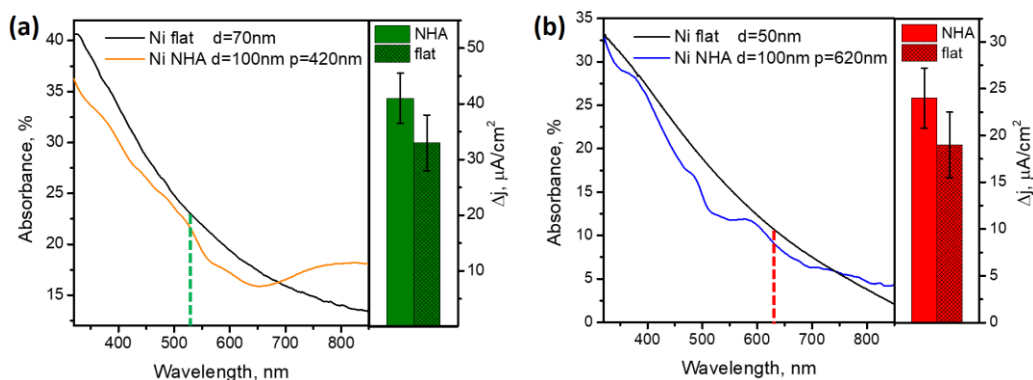 (a)
Ni flat d=70nm
Ni NHA d=100nm p=420nm
Absorbance, %
40
35
30
25
20
15
400 500 600 700 800
Wavelength, nm
NHA
flat
50
40
30
20
10
Δj, μA/cm²
(b)
Ni flat d=50nm
Ni NHA d=100nm p=620nm
Absorbance, %
35
30
25
20
15
10
5
0
400 500 600 700 800
Wavelength, nm
NHA
flat
30
25
20
15
10
5
0
Δj, μA/cm²